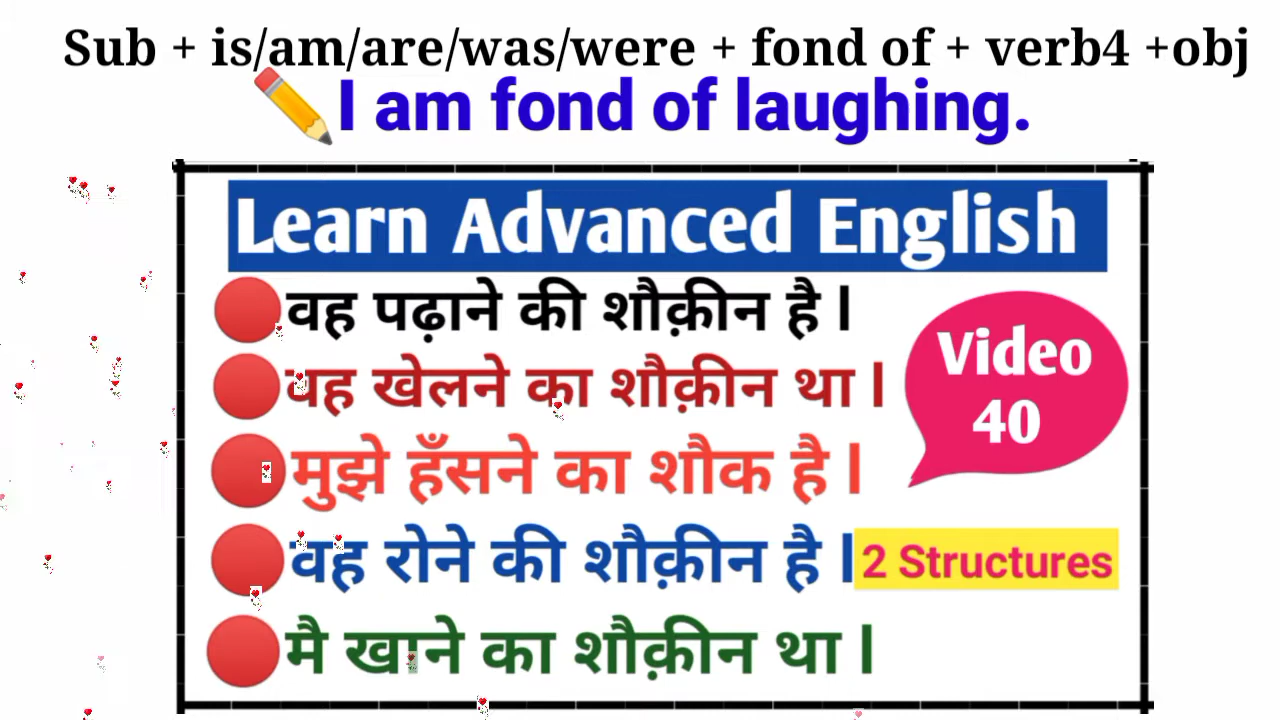 Sub + is/am/are/was/were + fond of + verb4 +obj
I am fond of laughing.
Learn Advanced English
वह पढ़ाने की शौक़ीन है l
वह खेलने का शौक़ीन था l
मुझे हँसने का शौक है l
वह रोने की शौक़ीन है l
मै खाने का शौक़ीन था l
Video
40
2 Structures